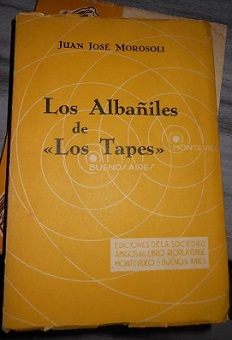 JUAN JOSÉ MOROSOLI
Los Albañiles
de
«Los Tapes»
MONTEVIDEO
BUENOS AIRES
EDICIONES DE LA SOCIEDAD
AMIGOS DEL LIBRO RIOPLATENSE
MONTEVIDEO - BUENOS AIRES